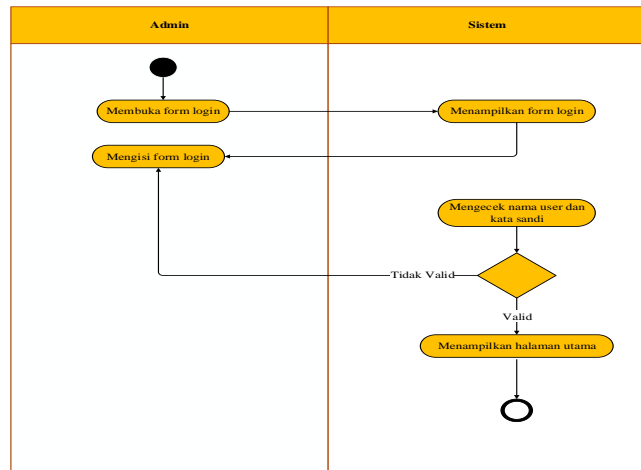 Admin
Sistem
Membuka form login
Menampilkan form login
Mengisi form login
Mengecek nama user dan
kata sandi
Tidak Valid
Valid
Menampilkan halaman utama